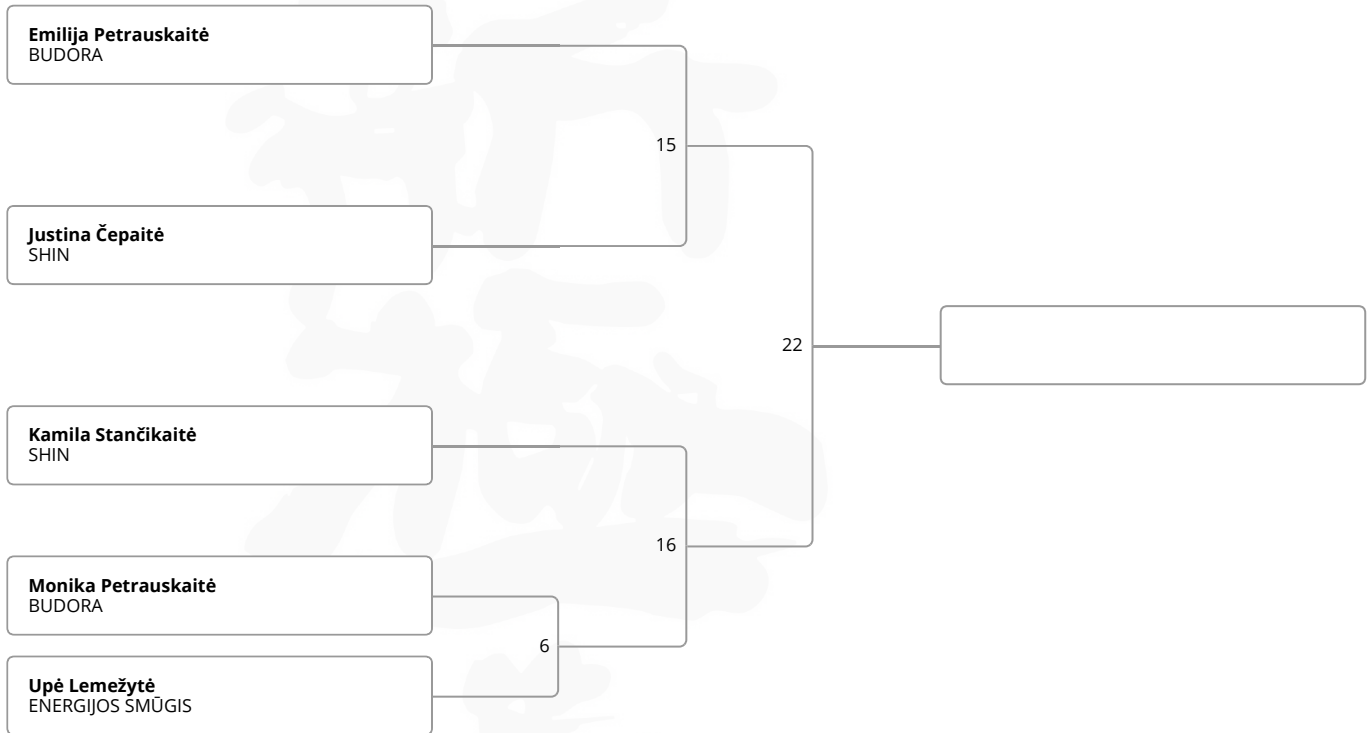 Emilija Petrauskaitė
BUDORA
15
Justina Čepaitė
SHIN
22
Kamila Stančikaitė
SHIN
16
Monika Petrauskaitė
BUDORA
6
Upė Lemežytė
ENERGIJOS SMŪGIS